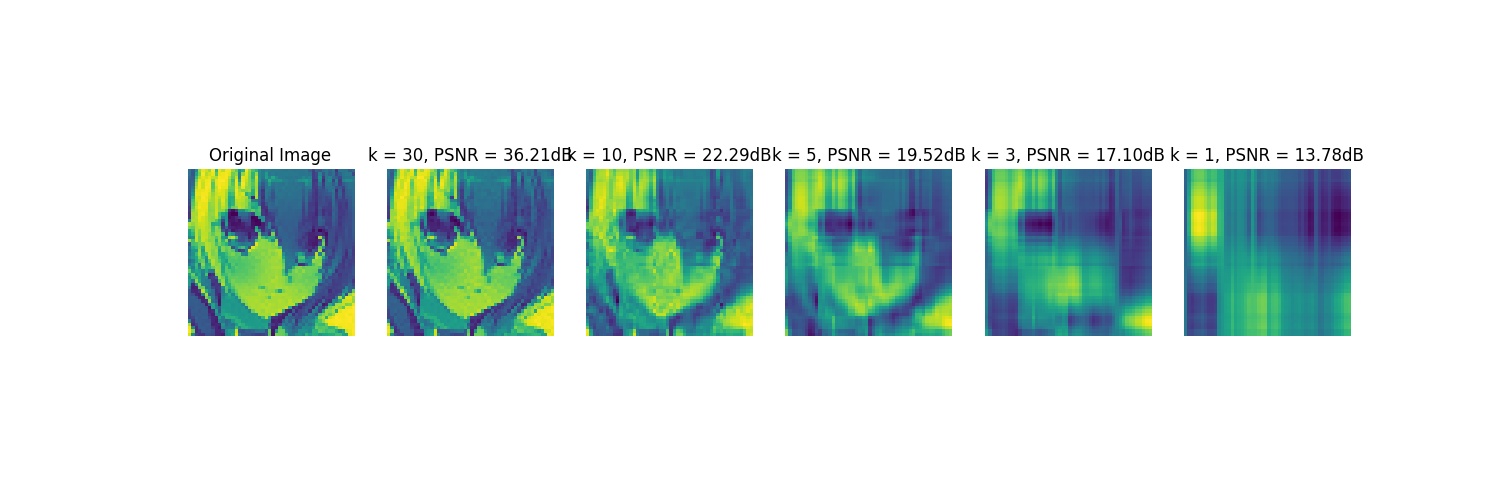 Original Image
k = 30, PSNR = 36.21dB
k = 10, PSNR = 22.29dB
k = 5, PSNR = 19.52dB
k = 3, PSNR = 17.10dB
k = 1, PSNR = 13.78dB